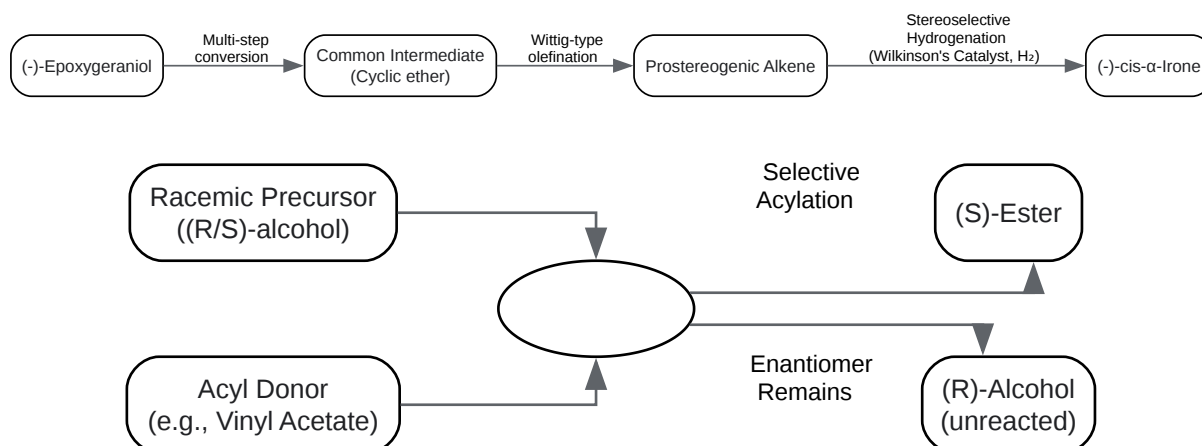 (-)-Epoxygeraniol
Multi-step
conversion
Common Intermediate
(Cyclic ether)
Wittig-type
olefination
Prostereogenic Alkene
Stereoselective
Hydrogenation
(Wilkinson's Catalyst, H₂)
(-)-cis-α-Irone
Racemic Precursor
((R/S)-alcohol)
Selective
Acylation
(S)-Ester
Acyl Donor
(e.g., Vinyl Acetate)
Enantiomer
Remains
(R)-Alcohol
(unreacted)